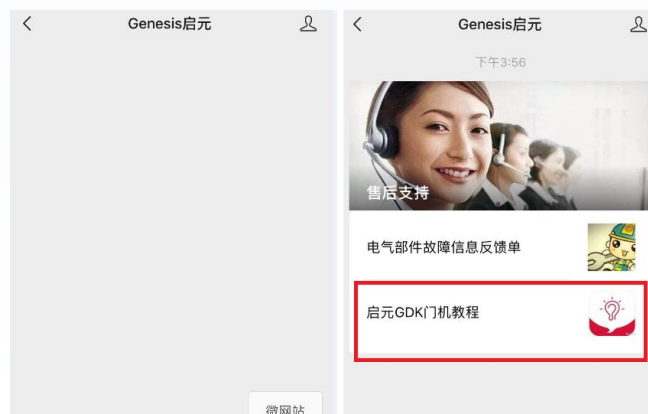 Genesis启元
微网站
Genesis启元
下午3:56
售后支持
电气部件故障信息反馈单
启元GDK门机教程